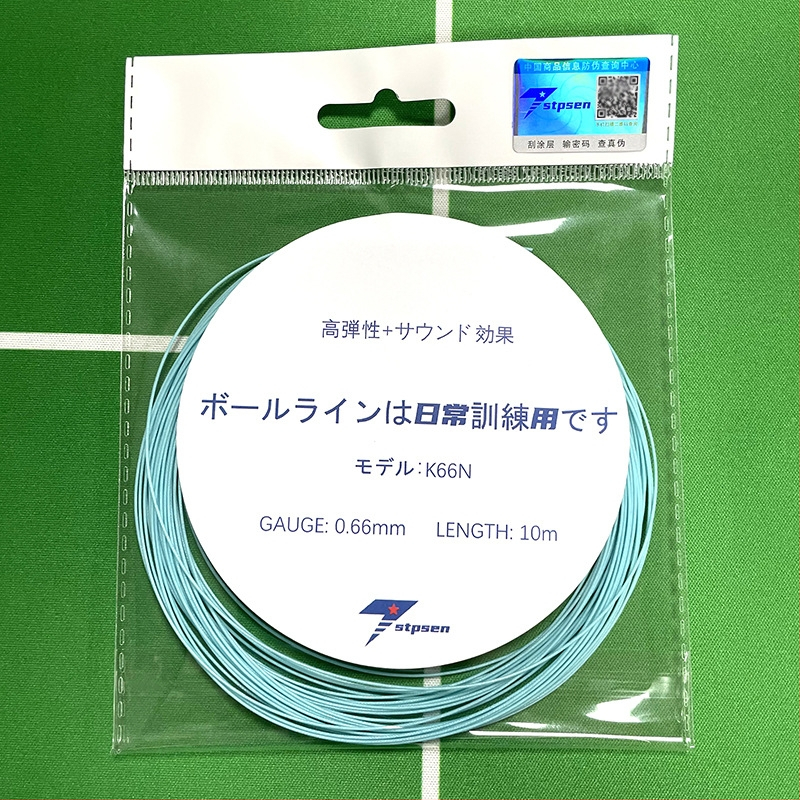 中国商品信息防伪查询中心
stpsen
刮涂层 输密码 查真伪
高弾性+サウンド効果
ボールラインは日常訓練用です
モデル:K66N
GAUGE: 0.66mm LENGTH: 10m
stpsen